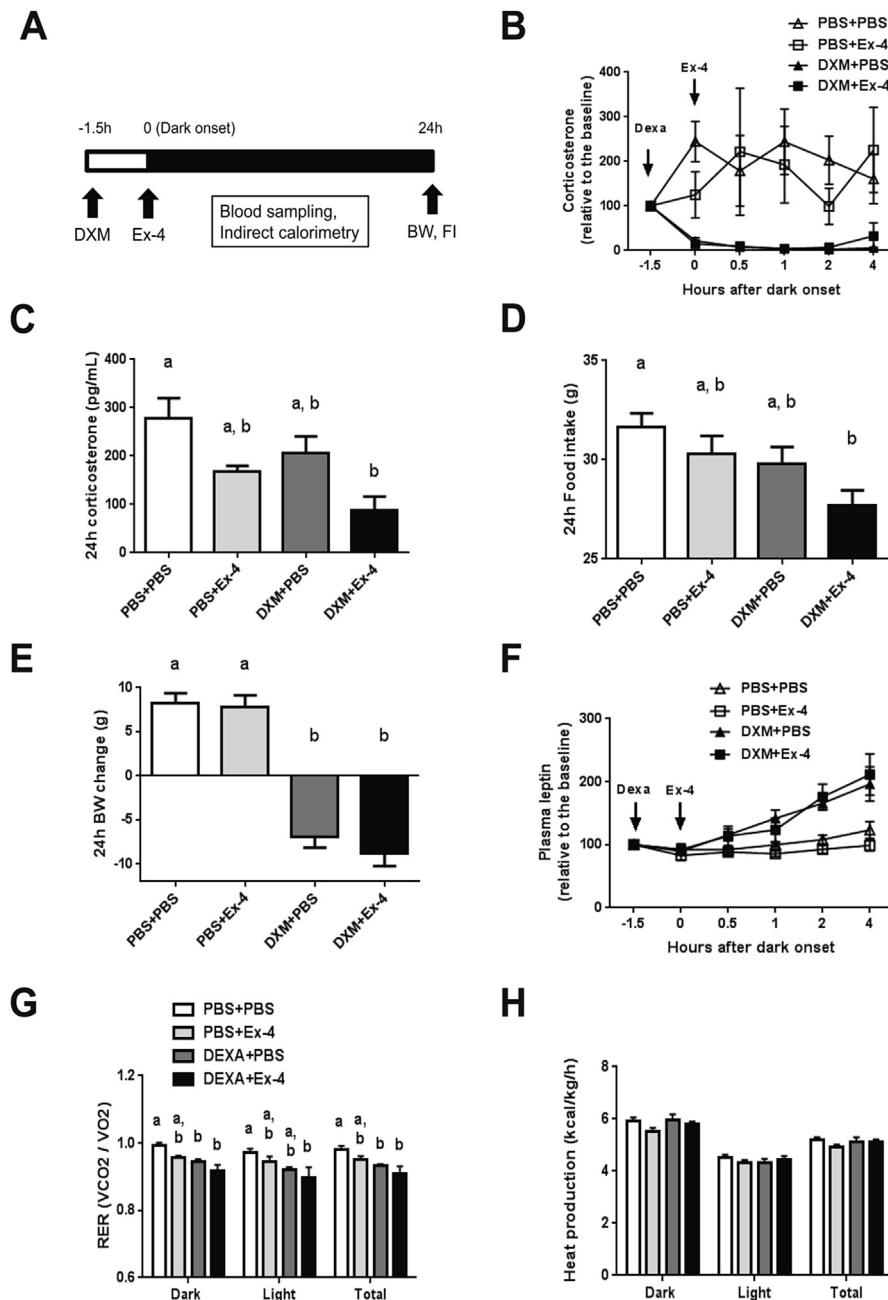 A
-1.5h 0 (Dark onset) 24h
DXM Ex-4 Blood sampling, Indirect calorimetry BW, FI
B
PBS+PBS
PBS+Ex-4
DXM+PBS
DXM+Ex-4
Ex-4
Dexa
Corticosterone
(relative to the baseline)
400
300
200
100
0
-1.5 0 0.5 1 2 4
Hours after dark onset
C
24h corticosterone (pg/mL)
400
300
200
100
0
a
a, b
a, b
b
PBS+PBS
PBS+Ex-4
DXM+PBS
DXM+Ex-4
D
24h Food intake (g)
35
30
25
a
a, b
a, b
b
PBS+PBS
PBS+Ex-4
DXM+PBS
DXM+Ex-4
E
24h BW change (g)
10
5
0
-5
-10
a
a
b
b
PBS+PBS
PBS+Ex-4
DXM+PBS
DXM+Ex-4
F
PBS+PBS
PBS+Ex-4
DXM+PBS
DXM+Ex-4
Dexa Ex-4
Plasma leptin
(relative to the baseline)
300
200
100
0
-1.5 0 0.5 1 2 4
Hours after dark onset
G
PBS+PBS
PBS+Ex-4
DEXA+PBS
DEXA+Ex-4
RER (VCO2 / VO2)
1.2
1.0
0.8
0.6
a a, b b b
a a, b a, b b
a a, b b b
Dark Light Total
H
Heat production (kcal/kg/h)
8
6
4
2
0
Dark Light Total